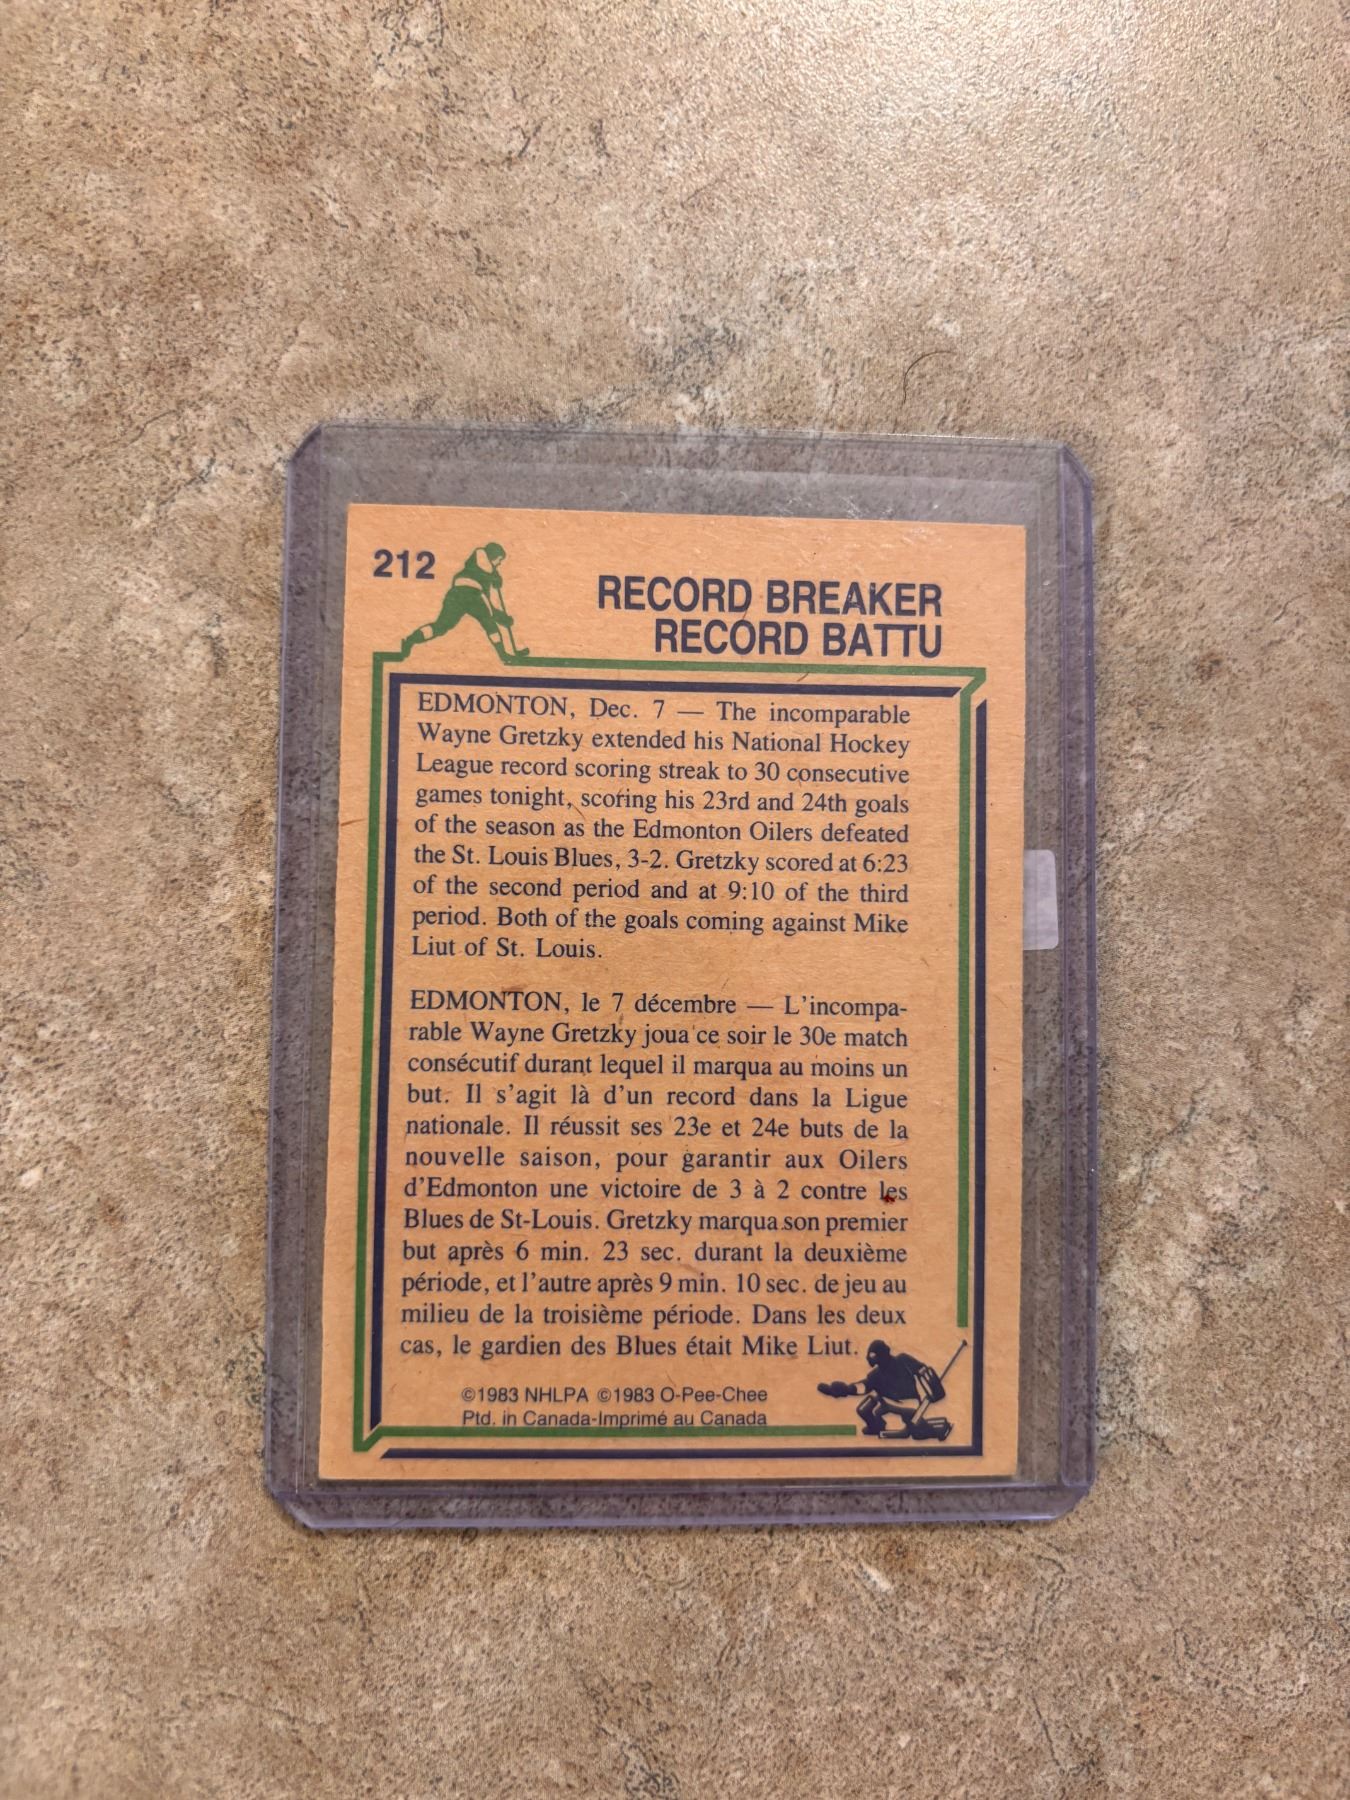 212
RECORD BREAKER
RECORD BATTU
EDMONTON, Dec. 7 — The incomparable
Wayne Gretzky extended his National Hockey
League record scoring streak to 30 consecutive
games tonight, scoring his 23rd and 24th goals
of the season as the Edmonton Oilers defeated
the St. Louis Blues, 3-2. Gretzky scored at 6:23
of the second period and at 9:10 of the third
period. Both of the goals coming against Mike
Liut of St. Louis.
EDMONTON, le 7 décembre — L'incompa-
rable Wayne Gretzky joua ce soir le 30e match
consécutif durant lequel il marqua au moins un
but. Il s'agit là d'un record dans la Ligue
nationale. Il réussit ses 23e et 24e buts de la
nouvelle saison, pour garantir aux Oilers
d'Edmonton une victoire de 3 à 2 contre les
Blues de St-Louis. Gretzky marqua son premier
but après 6 min. 23 sec. durant la deuxième
période, et l'autre après 9 min. 10 sec. de jeu au
milieu de la troisième période. Dans les deux
cas, le gardien des Blues était Mike Liut.
©1983 NHLPA ©1983 O-Pee-Chee
Ptd. in Canada-Imprimé au Canada